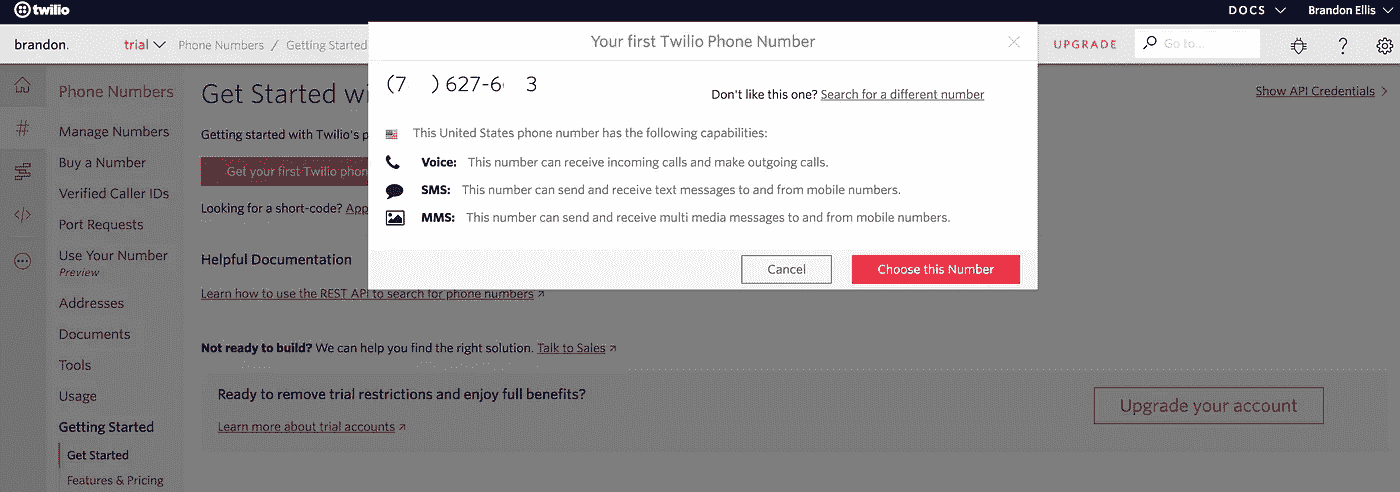 twilio
DOCS
Brandon Ellis
brandon.
trial
Phone Numbers / Getting Started
UPGRADE
Go to...
Your first Twilio Phone Number
(7 ) 627-6 3
Don't like this one? Search for a different number
This United States phone number has the following capabilities:
Voice: This number can receive incoming calls and make outgoing calls.
SMS: This number can send and receive text messages to and from mobile numbers.
MMS: This number can send and receive multi media messages to and from mobile numbers.
Cancel
Choose this Number
Phone Numbers
Manage Numbers
Buy a Number
Verified Caller IDs
Port Requests
Use Your Number
Preview
Addresses
Documents
Tools
Usage
Getting Started
Get Started
Features & Pricing
Get Started wi
Show API Credentials
Getting started with Twilio's p
Get your first Twilio phon
Looking for a short-code? App
Helpful Documentation
Learn how to use the REST API to search for phone numbers
Not ready to build? We can help you find the right solution. Talk to Sales
Ready to remove trial restrictions and enjoy full benefits?
Learn more about trial accounts
Upgrade your account